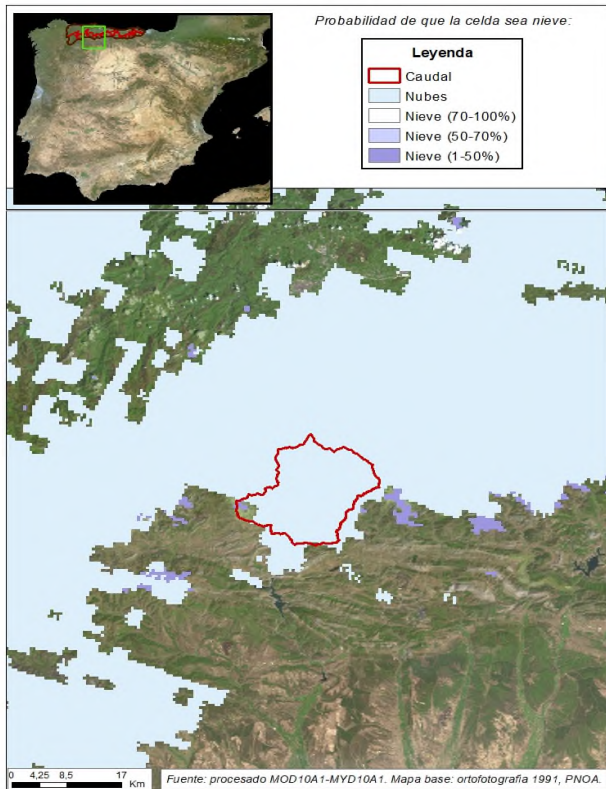 Probabilidad de que la celda sea nieve:
Leyenda
Caudal
Nubes
Nieve (70-100%)
Nieve (50-70%)
Nieve (1-50%)
0 4,25 8,5 17
Km
Fuente: procesado MOD10A1-MYD10A1. Mapa base: ortofotografia 1991, PNOA.